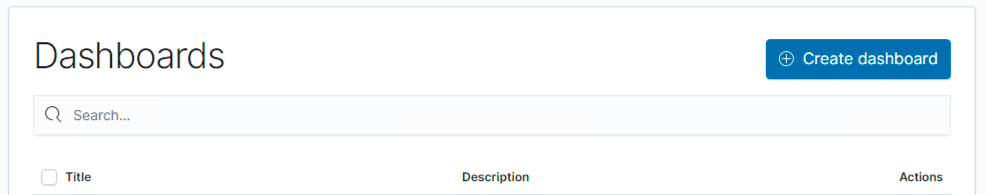 Dashboards
Create dashboard
Search...
Title Description Actions